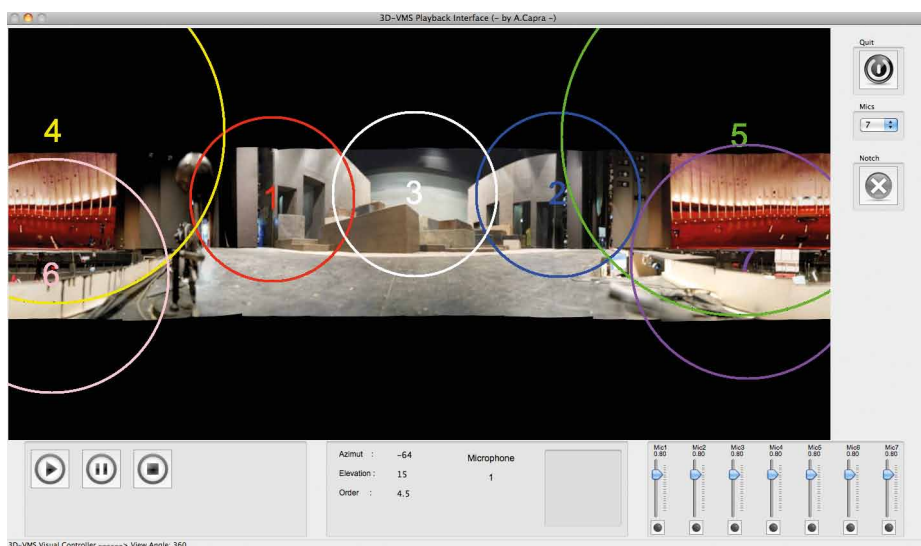 3D-VMS Playback Interface (- by A.Capra -)
Quit
Mics
7
Notch
4
5
1
3
2
6
7
Azimut : -64
Elevation : 15
Order : 4.5
Microphone
1
Mic1 Mic2 Mic3 Mic4 Mic5 Mic6 Mic7
0.80 0.80 0.80 0.80 0.80 0.80 0.80
3D-VMS Visual Controller ------> View Angle: 360